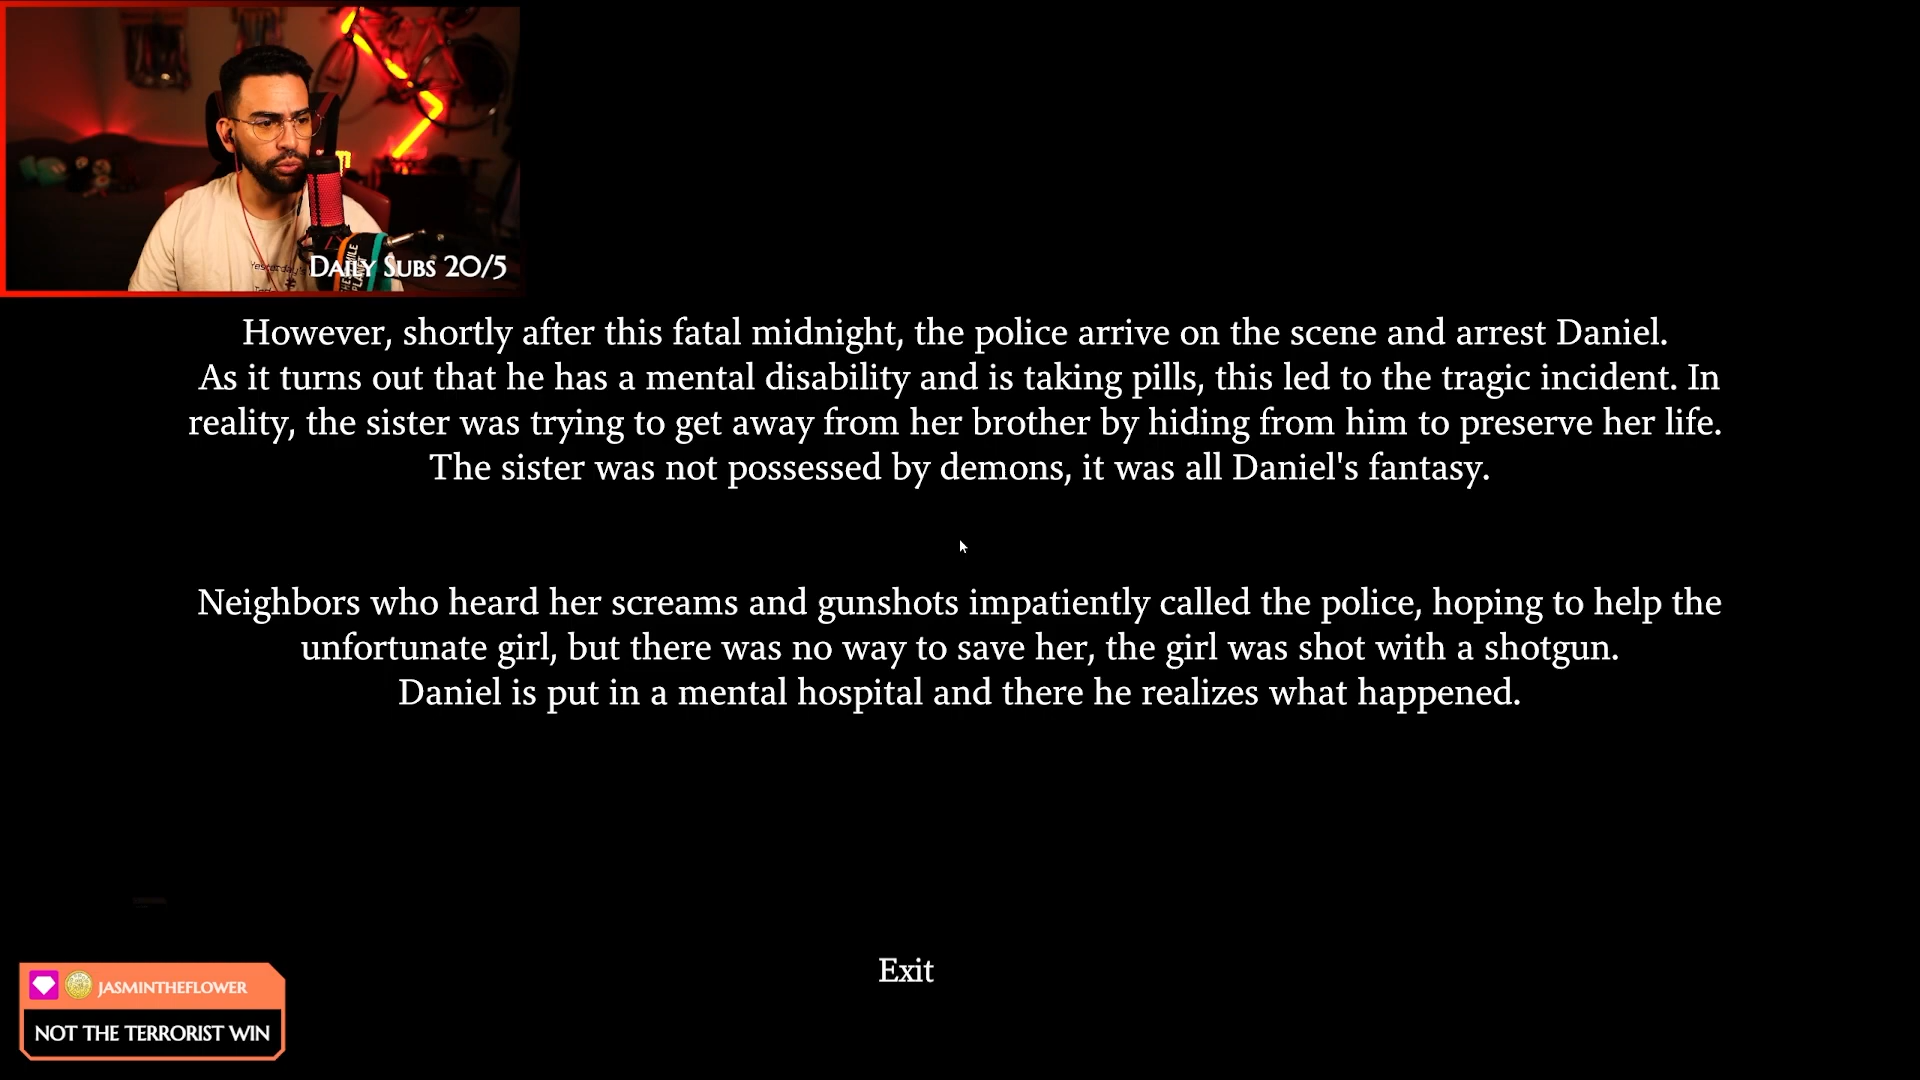 Yesterday's
DAILY SUBS 20/5
However, shortly after this fatal midnight, the police arrive on the scene and arrest Daniel.
As it turns out that he has a mental disability and is taking pills, this led to the tragic incident. In
reality, the sister was trying to get away from her brother by hiding from him to preserve her life.
The sister was not possessed by demons, it was all Daniel's fantasy.
Neighbors who heard her screams and gunshots impatiently called the police, hoping to help the
unfortunate girl, but there was no way to save her, the girl was shot with a shotgun.
Daniel is put in a mental hospital and there he realizes what happened.
Exit
JASMINTHEFLOWER
NOT THE TERRORIST WIN